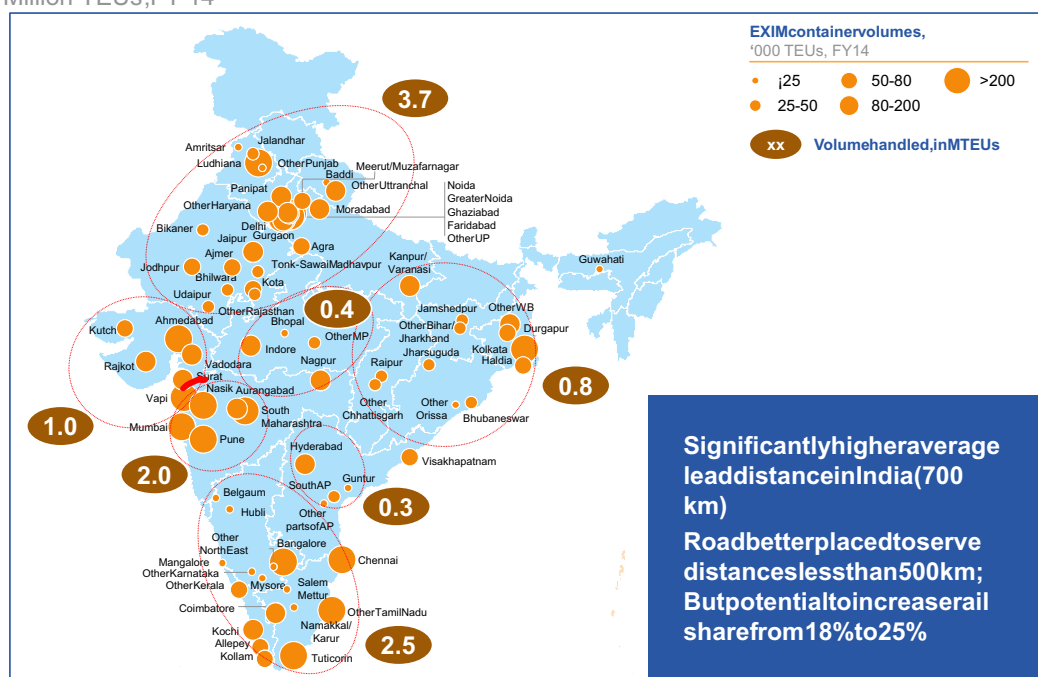 Million TEUs,FY 14
EXIMcontainervolumes,
‘000 TEUs, FY14
¡25
50-80
>200
25-50
80-200
xx
Volumehandled,inMTEUs
3.7
Amritsar
Jalandhar
Ludhiana
OtherPunjab
Meerut/Muzafarnagar
Baddi
Panipat
OtherUttranchal
Noida
GreaterNoida
Ghaziabad
Faridabad
OtherUP
OtherHaryana
Moradabad
Bikaner
Delhi
Gurgaon
Jaipur
Agra
Ajmer
Tonk-SawaiMadhavpur
Kanpur/
Varanasi
Guwahati
Jodhpur
Bhilwara
Kota
Udaipur
OtherRajasthan
0.4
Kutch
Ahmedabad
Bhopal
OtherMP
Jamshedpur
OtherWB
OtherBihar/
Jharkhand
Durgapur
Rajkot
Vadodara
Indore
Nagpur
Raipur
Jharsuguda
Kolkata
Haldia
0.8
Surat
Vapi
Nasik
Aurangabad
Other
Chhattisgarh
Other
Orissa
Bhubaneswar
1.0
Mumbai
Pune
South
Maharashtra
2.0
Hyderabad
Visakhapatnam
SouthAP
Guntur
Other
partsofAP
0.3
Belgaum
Hubli
Other
NorthEast
Bangalore
Chennai
Mangalore
OtherKarnataka
OtherKerala
Mysore
Salem
Mettur
Coimbatore
OtherTamilNadu
Namakkal/
Karur
Kochi
Allepey
Kollam
Tuticorin
2.5
Significantlyhigheraverage
leaddistanceinIndia(700
km)
Roadbetterplacedtoserve
distanceslessthan500km;
Butpotentialtoincreaserail
sharefrom18%to25%